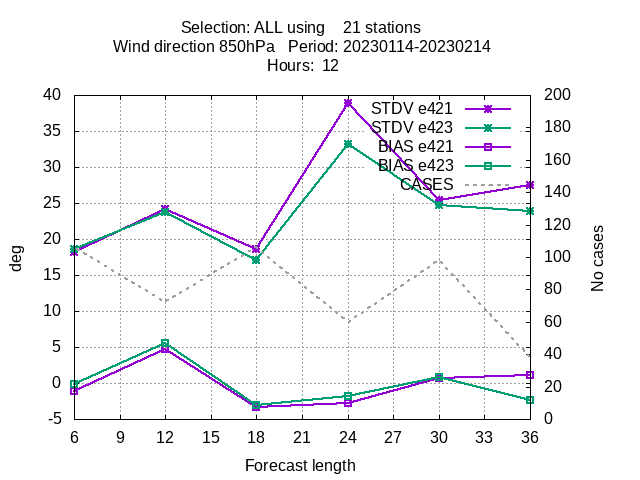 Selection: ALL using    21 stations
Wind direction 850hPa   Period: 20230114-20230214
Hours:  12
STDV e421
STDV e423
BIAS e421
BIAS e423
CASES
deg
40
35
30
25
20
15
10
5
0
-5
200
180
160
140
120
100
80
60
40
20
0
No cases
6 9 12 15 18 21 24 27 30 33 36
Forecast length